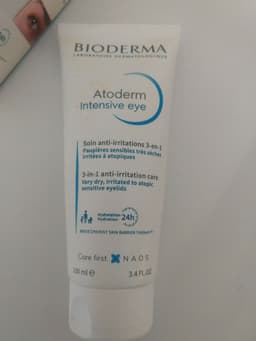 BIODERMA
LABORATOIRE DERMATOLOGIQUE
Atoderm
Intensive eye
Soin anti-irritations 3-en-1
Paupières sensibles très sèches
irritées à atopiques
3-in-1 anti-irritation care
Very dry, irritated to atopic
sensitive eyelids
Hydratation
Hydration
24h
Care first.
NAOS
100 ml ℮
3.4 FL.OZ.